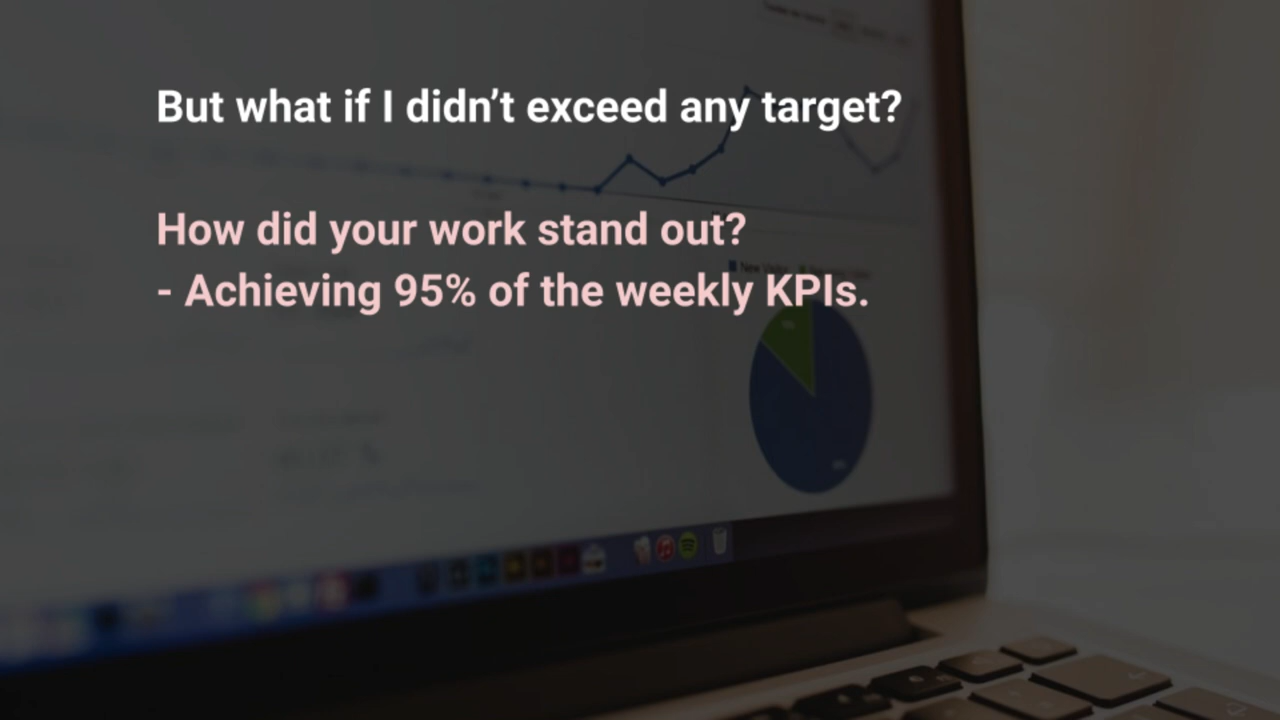 But what if I didn’t exceed any target?
How did your work stand out?
- Achieving 95% of the weekly KPIs.